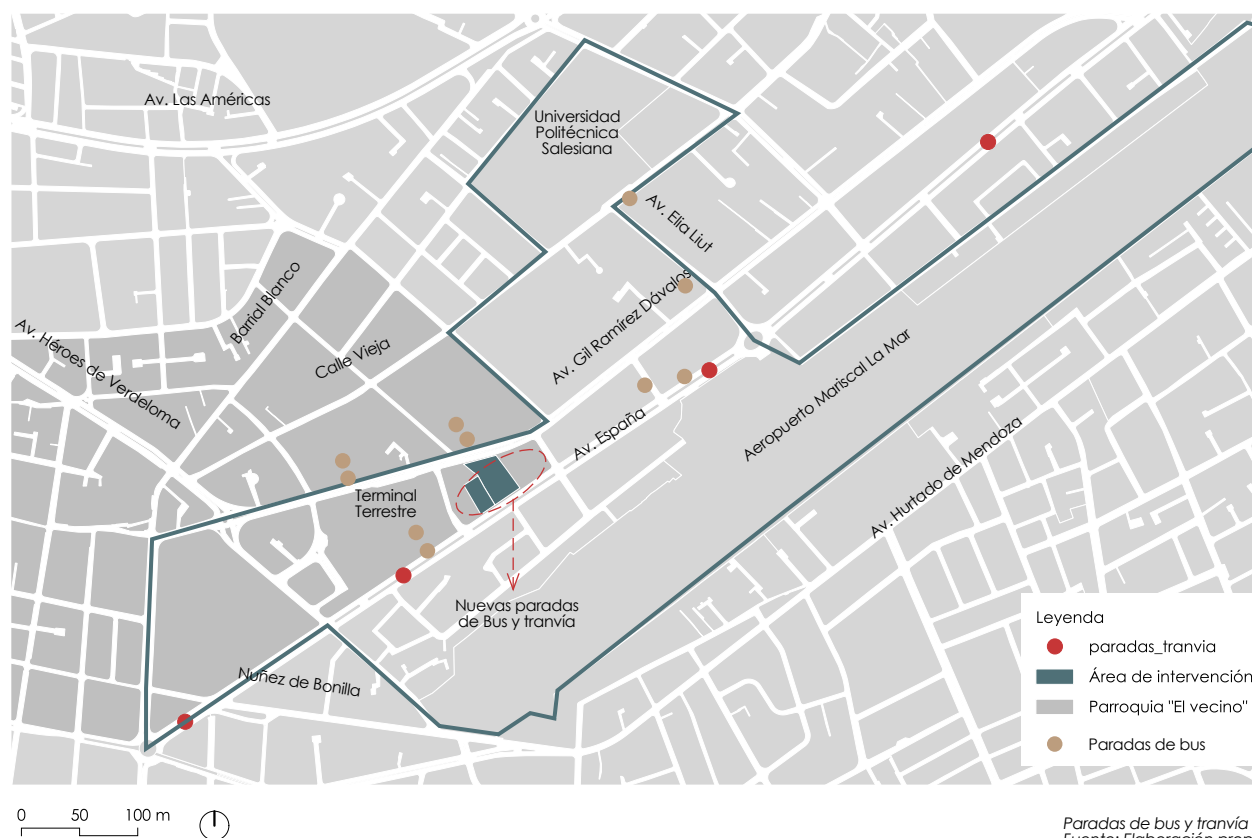 Av. Las Américas
Universidad
Politécnica
Salesiana
Av. Elia Liut
Barrial Blanco
Av. Gil Ramírez Dávalos
Av. Héroes de Verdeloma
Calle Vieja
Aeropuerto Mariscal La Mar
Av. España
Av. Hurtado de Mendoza
Terminal
Terrestre
Nuevas paradas
de Bus y tranvía
Nuñez de Bonilla
Leyenda
paradas_tranvia
Área de intervención
Parroquia "El vecino"
Paradas de bus
0 50 100 m
Paradas de bus y tranvía
Fuente: Elaboración